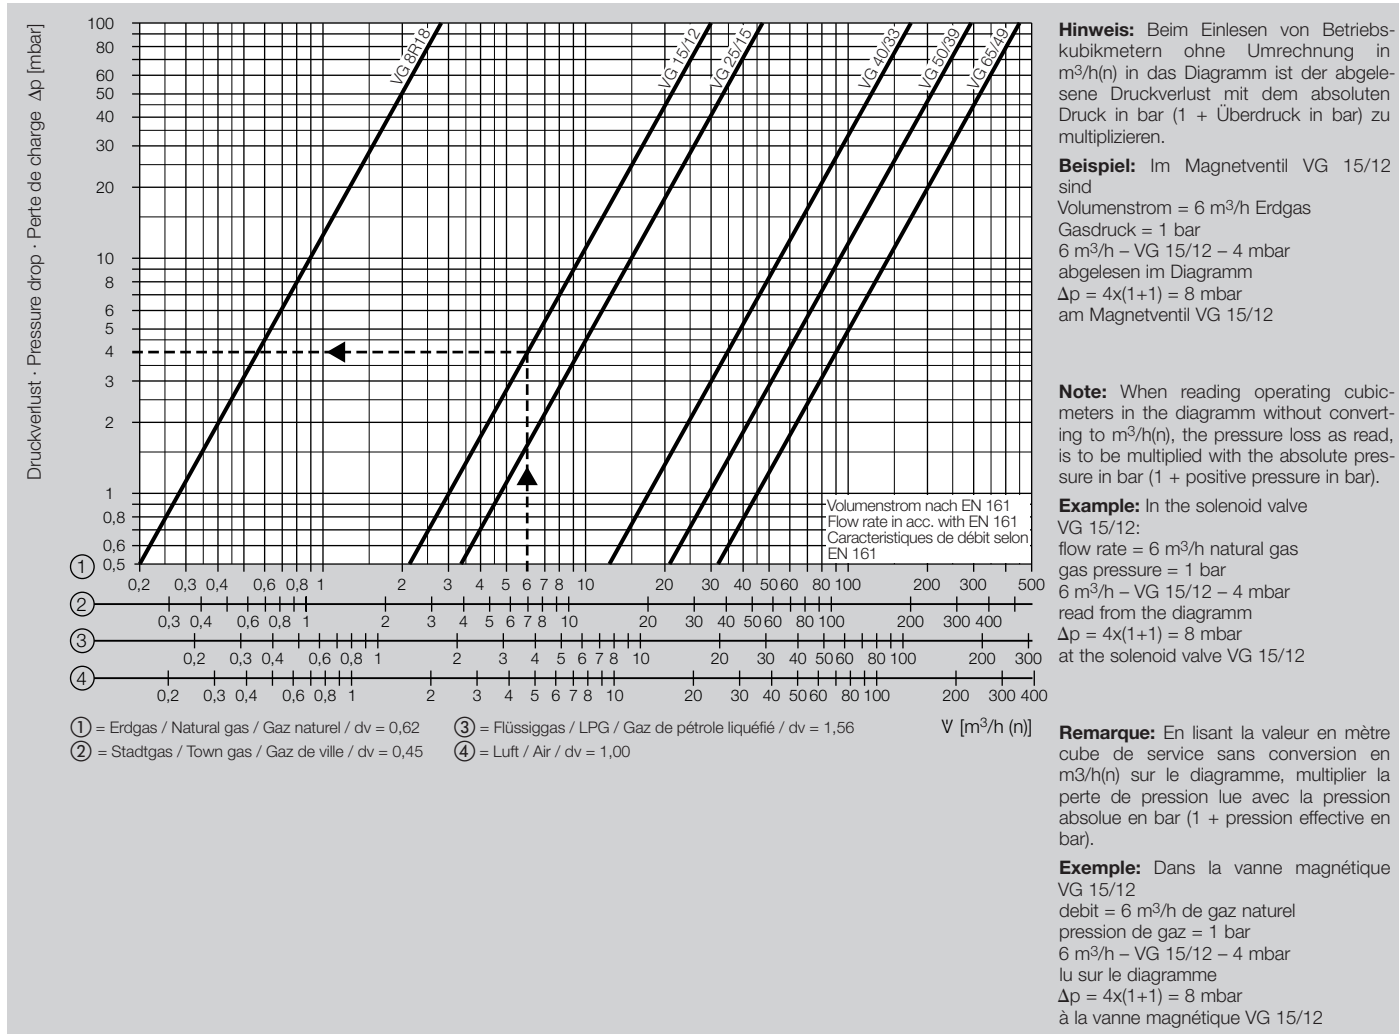 Druckverlust · Pressure drop · Perte de charge Δp [mbar]
100
80
60
50
40
30
20
10
8
6
5
4
3
2
1
0,8
0,6
0,5
VG 8R18
VG 15/12
VG 25/15
VG 40/33
VG 50/39
VG 65/49
Volumenstrom nach EN 161
Flow rate in acc. with EN 161
Caracteristiques de débit selon
EN 161
1
0,2 0,3 0,4 0,6 0,8 1 2 3 4 5 6 7 8 10 20 30 40 50 60 80 100 200 300 500
2
0,3 0,4 0,6 0,8 1 2 3 4 5 6 7 8 10 20 30 40 50 60 80 100 200 300 400
3
0,2 0,3 0,4 0,6 0,8 1 2 3 4 5 6 7 8 10 20 30 40 50 60 80 100 200 300
4
0,2 0,3 0,4 0,6 0,8 1 2 3 4 5 6 7 8 10 20 30 40 50 60 80 100 200 300 400
1 = Erdgas / Natural gas / Gaz naturel / dv = 0,62
2 = Stadtgas / Town gas / Gaz de ville / dv = 0,45
3 = Flüssiggas / LPG / Gaz de pétrole liquéfié / dv = 1,56
4 = Luft / Air / dv = 1,00
V̇ [m³/h (n)]
Hinweis: Beim Einlesen von Betriebs-
kubikmetern ohne Umrechnung in
m³/h(n) in das Diagramm ist der abgele-
sene Druckverlust mit dem absoluten
Druck in bar (1 + Überdruck in bar) zu
multiplizieren.
Beispiel: Im Magnetventil VG 15/12
sind
Volumenstrom = 6 m³/h Erdgas
Gasdruck = 1 bar
6 m³/h – VG 15/12 – 4 mbar
abgelesen im Diagramm
Δp = 4x(1+1) = 8 mbar
am Magnetventil VG 15/12
Note: When reading operating cubic-
meters in the diagramm without convert-
ing to m³/h(n), the pressure loss as read,
is to be multiplied with the absolute pres-
sure in bar (1 + positive pressure in bar).
Example: In the solenoid valve
VG 15/12:
flow rate = 6 m³/h natural gas
gas pressure = 1 bar
6 m³/h – VG 15/12 – 4 mbar
read from the diagramm
Δp = 4x(1+1) = 8 mbar
at the solenoid valve VG 15/12
Remarque: En lisant la valeur en mètre
cube de service sans conversion en
m3/h(n) sur le diagramme, multiplier la
perte de pression lue avec la pression
absolue en bar (1 + pression effective en
bar).
Exemple: Dans la vanne magnétique
VG 15/12
debit = 6 m³/h de gaz naturel
pression de gaz = 1 bar
6 m³/h – VG 15/12 – 4 mbar
lu sur le diagramme
Δp = 4x(1+1) = 8 mbar
à la vanne magnétique VG 15/12